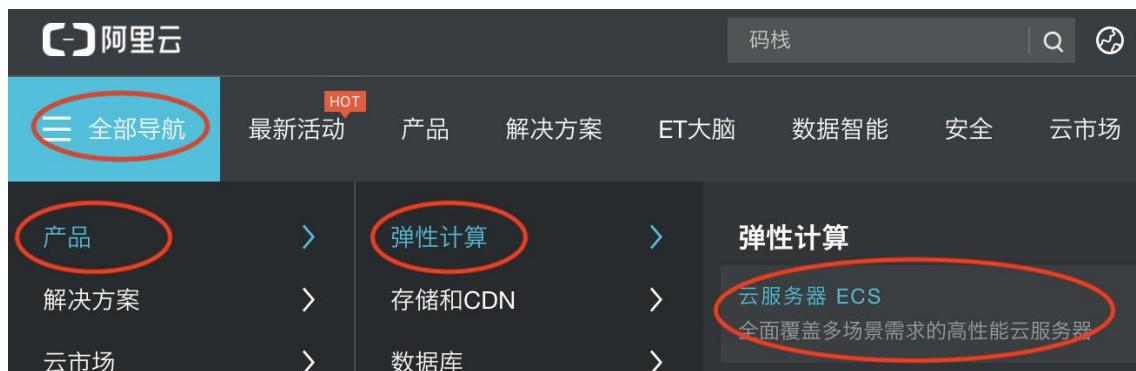 阿里云
码栈
全部导航 最新活动 HOT 产品 解决方案 ET大脑 数据智能 安全 云市场
产品 弹性计算 弹性计算
解决方案 存储和CDN 云服务器 ECS
全面覆盖多场景需求的高性能云服务器
云市场 数据库